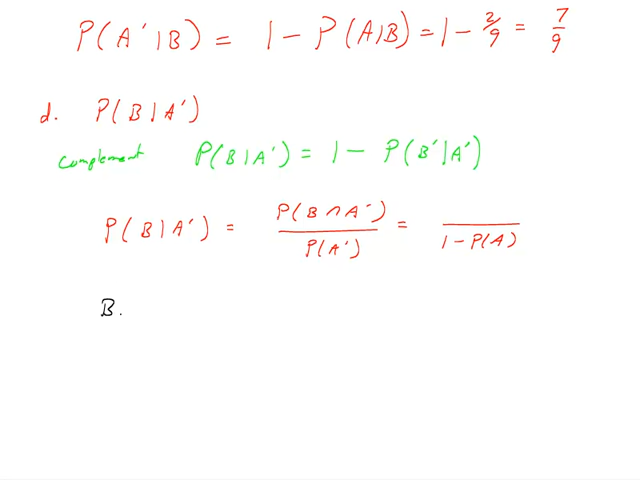 P(A′|B) = 1 − P(A|B) = 1 − 2/9 = 7/9
d. P(B|A′)
complement P(B|A′) = 1 − P(B′|A′)
P(B|A′) = P(B∩A′)/P(A′) = /1−P(A)
B.